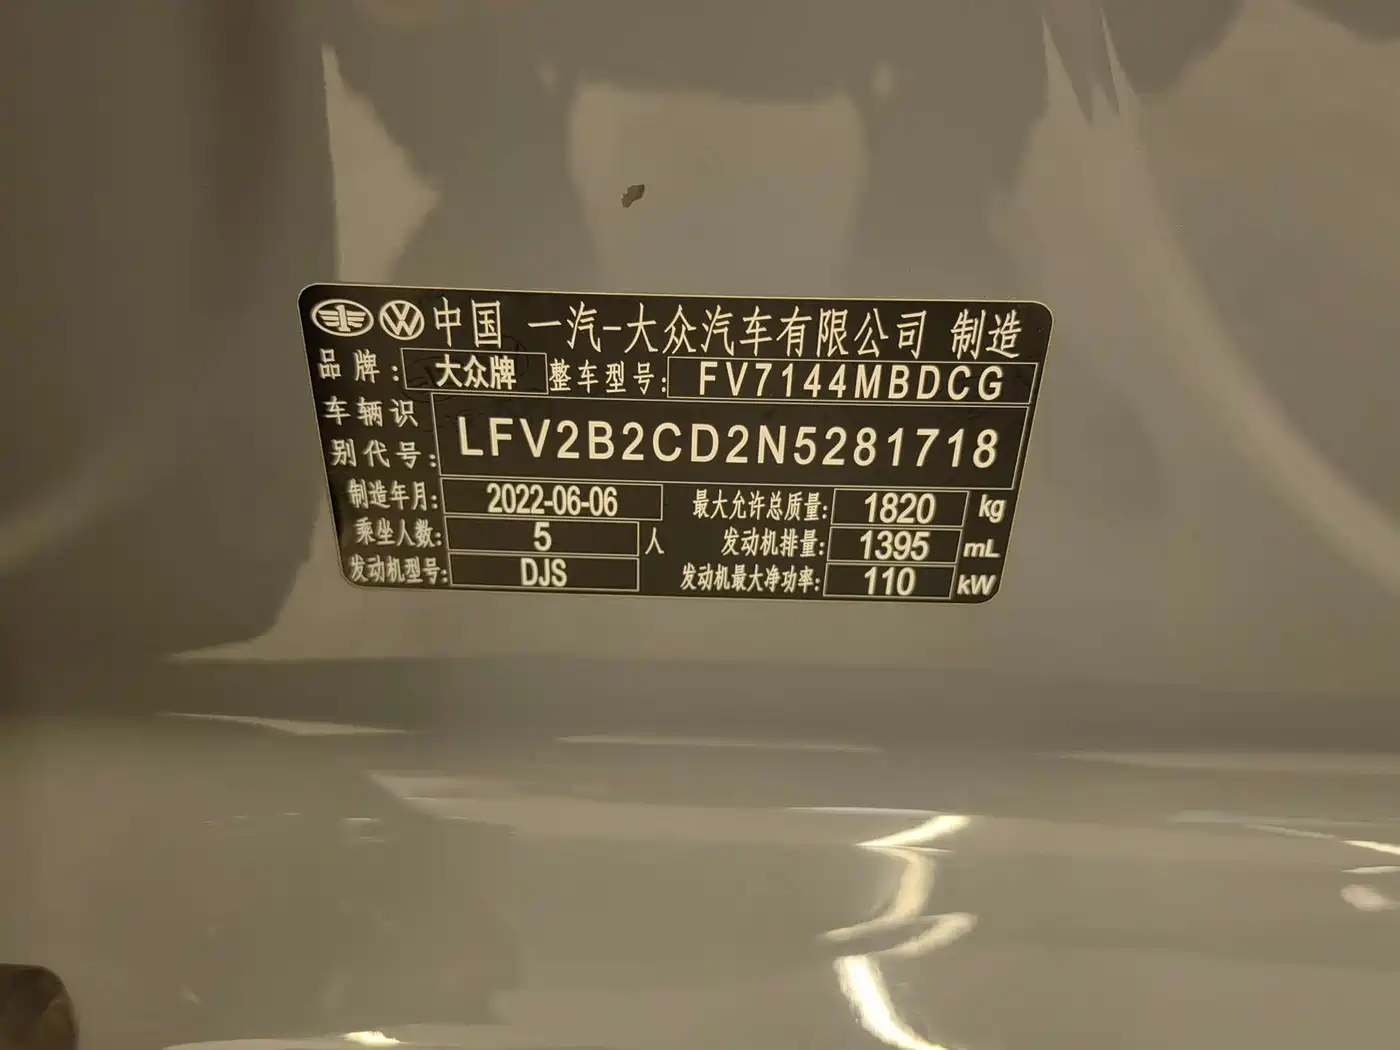 中国 一汽-大众汽车有限公司 制造
品牌: 大众牌 整车型号: FV7144MBDCG
车辆识
别代号: LFV2B2CD2N5281718
制造年月: 2022-06-06 最大允许总质量: 1820 kg
乘坐人数: 5 人 发动机排量: 1395 mL
发动机型号: DJS 发动机最大净功率: 110 kW